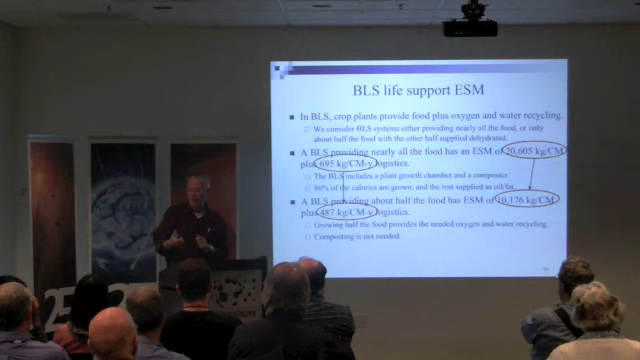 BLS life support ESM
In BLS, crop plants provide food plus oxygen and water recycling.
We consider BLS systems either providing nearly all the food, or only
about half the food with the other half supplied dehydrated.
A BLS providing nearly all the food has an ESM of 20,605 kg/CM
plus 695 kg/CM-y logistics.
The BLS includes a plant growth chamber and a composter.
86% of the calories are grown, and the rest supplied as oil/fat.
A BLS providing about half the food has ESM of 10,176 kg/CM
plus 487 kg/CM-y logistics.
Growing half the food provides the needed oxygen and water recycling.
Composting is not needed.